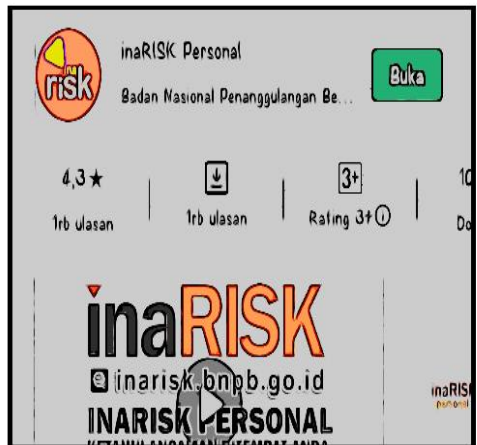 risk
inaRISK Personal
Badan Nasional Penanggulangan Be...
Buka
4,3★
1rb ulasan
1rb ulasan
3+
Rating 3+
10
Do
inaRISK
inarisk.bnpb.go.id
INARISK PERSONAL
inaRIS
personal